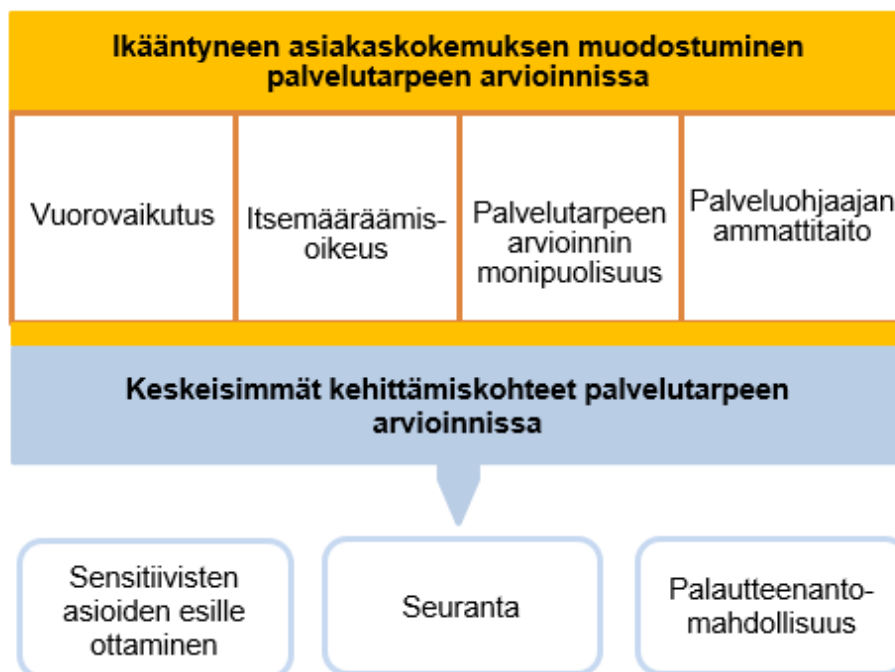 Ikääntyneen asiakaskokemuksen muodostuminen
palvelutarpeen arvioinnissa
Vuorovaikutus
Itsemääräämis-
oikeus
Palvelutarpeen
arvioinnin
monipuolisuus
Palveluohjaajan
ammattitaito
Keskeisimmät kehittämiskohteet palvelutarpeen
arvioinnissa
Sensitiivisten
asioiden esille
ottaminen
Seuranta
Palautteenanto-
mahdollisuus